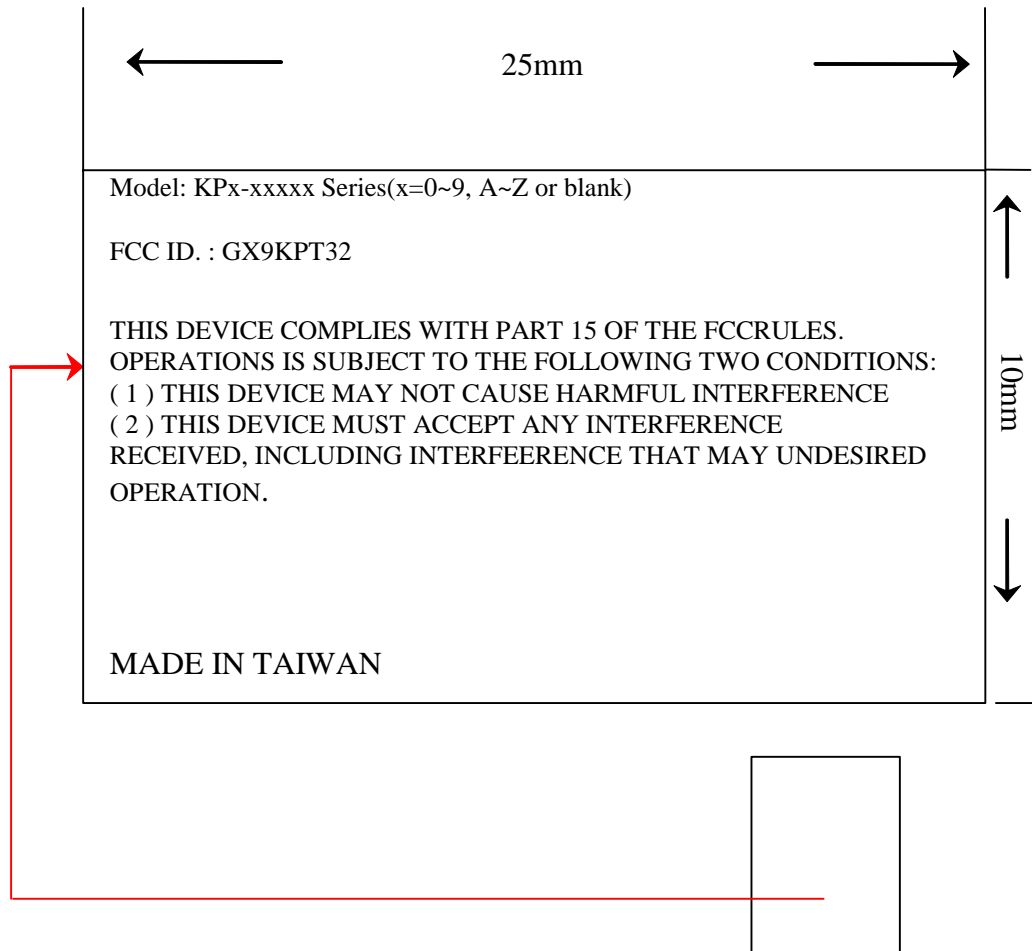 25mm
Model: KPx-xxxxx Series(x=0~9, A~Z or blank)
FCC ID. : GX9KPT32
THIS DEVICE COMPLIES WITH PART 15 OF THE FCCRULES.
OPERATIONS IS SUBJECT TO THE FOLLOWING TWO CONDITIONS:
( 1 ) THIS DEVICE MAY NOT CAUSE HARMFUL INTERFERENCE
( 2 ) THIS DEVICE MUST ACCEPT ANY INTERFERENCE
RECEIVED, INCLUDING INTERFEERENCE THAT MAY UNDESIRED
OPERATION.
10mm
MADE IN TAIWAN